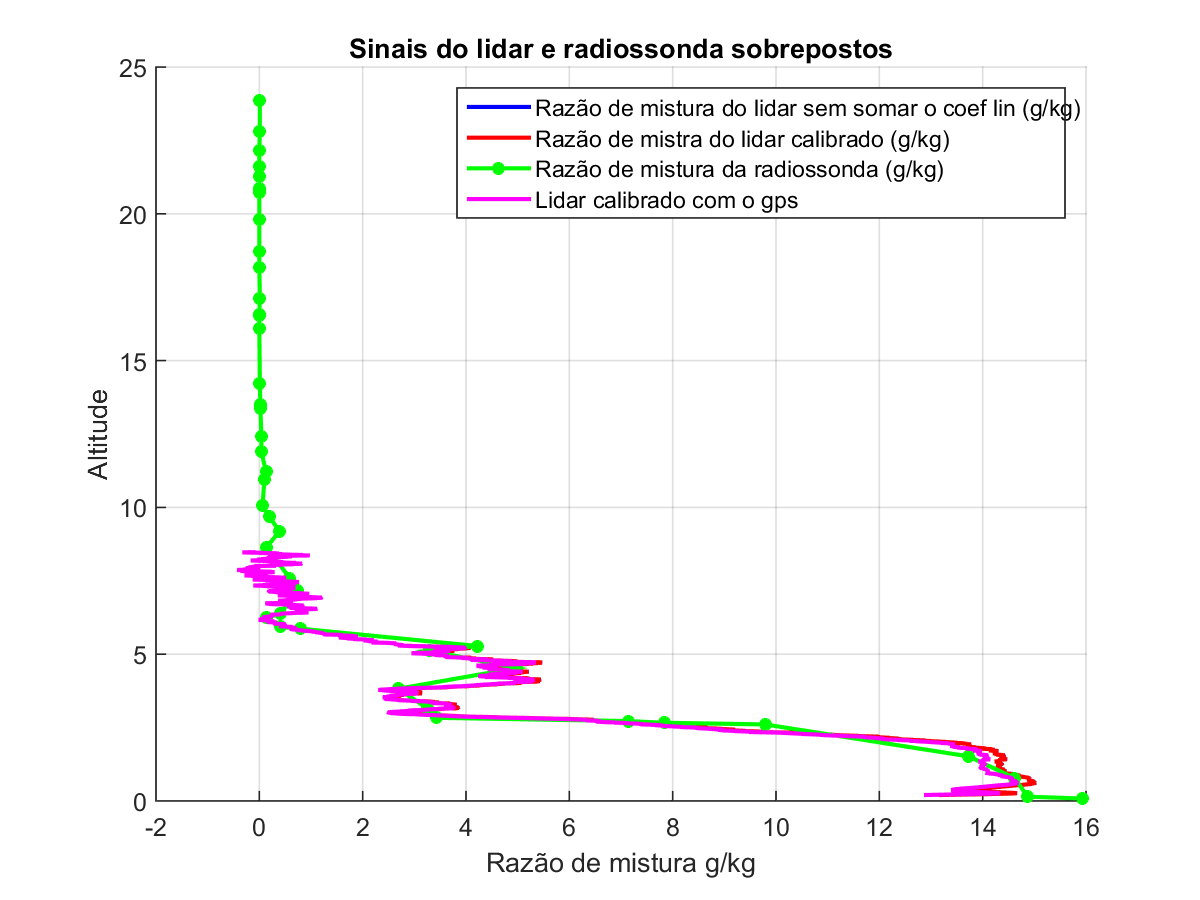 Sinais do lidar e radiossonda sobrepostos
25
20
15
10
5
0
Altitude
Razão de mistura do lidar sem somar o coef lin (g/kg)
Razão de mistra do lidar calibrado (g/kg)
Razão de mistura da radiossonda (g/kg)
Lidar calibrado com o gps
-2 0 2 4 6 8 10 12 14 16
Razão de mistura g/kg